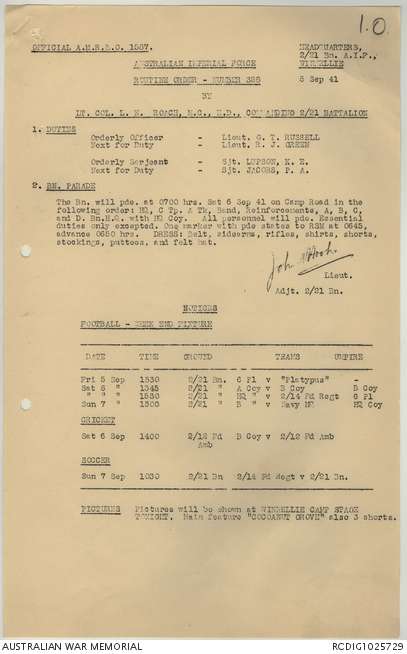 1.0.
OFFICIAL A.M.R.& O. 1587.
HEADQUARTERS,
2/21 Bn. A.I.F.,
WINNELLIE
AUSTRALIAN IMPERIAL FORCE
ROUTINE ORDER - NUMBER
5 Sep 41
BY
LT. COL. L. N. ROACH, M.C., E.D., COMMANDING 2/21 BATTALION
1. DUTIES
Orderly Officer - Lieut. G. T. RUSSELL
Next for Duty - Lieut. R. J. GREEN
Orderly Serjeant - Sjt. LUPSON, K. E.
Next for Duty - Sjt. JACOBS, P. A.
2. BN. PARADE
The Bn. will pde. at 0700 hrs. Sat 6 Sep 41 on Camp Road in
the following order: HQ, C Tp. A Tk, Band, Reinforcements, A, B, C,
and D. Bn.H.Q. with HQ Coy. All personnel will pde. Essential
duties only excepted. One marker with pde states to RSM at 0645,
advance 0650 hrs. DRESS: Belt, sidearms, rifles, shirts, shorts,
stockings, puttees, and felt hat.
Lieut.
Adjt. 2/21 Bn.
NOTICES
FOOTBALL - WEEK END FIXTURE
DATE TIME GROUND TEAMS UMPIRE
Fri 5 Sep 1530 2/21 Bn. 6 Pl v "Platypus" -
Sat 6 " 1345 2/21 " A Coy v B Coy B Coy
" " " 1530 2/21 " HQ " v 2/14 Fd Regt 6 Pl
Sun 7 " 1500 2/21 " B " v Navy HQ HQ Coy
CRICKET
Sat 6 Sep 1400 2/12 Fd B Coy v 2/12 Fd Amb
Amb
SOCCER
Sun 7 Sep 1030 2/21 Bn 2/14 Fd Regt v 2/21 Bn.
PICTURES Pictures will be shown at WINNELLIE CAMP STAGE
TONIGHT. Main feature "COCOANUT GROVE" also 3 shorts.
AUSTRALIAN WAR MEMORIAL
RCDIG1025729